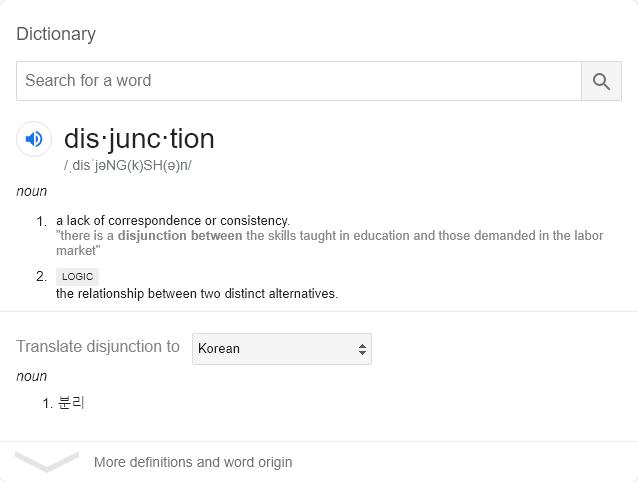 Dictionary
Search for a word
dis·junc·tion
/ˌdisˈjəNG(k)SH(ə)n/
noun
1. a lack of correspondence or consistency.
"there is a disjunction between the skills taught in education and those demanded in the labor
market"
2. LOGIC
the relationship between two distinct alternatives.
Translate disjunction to Korean
noun
1. 분리
More definitions and word origin